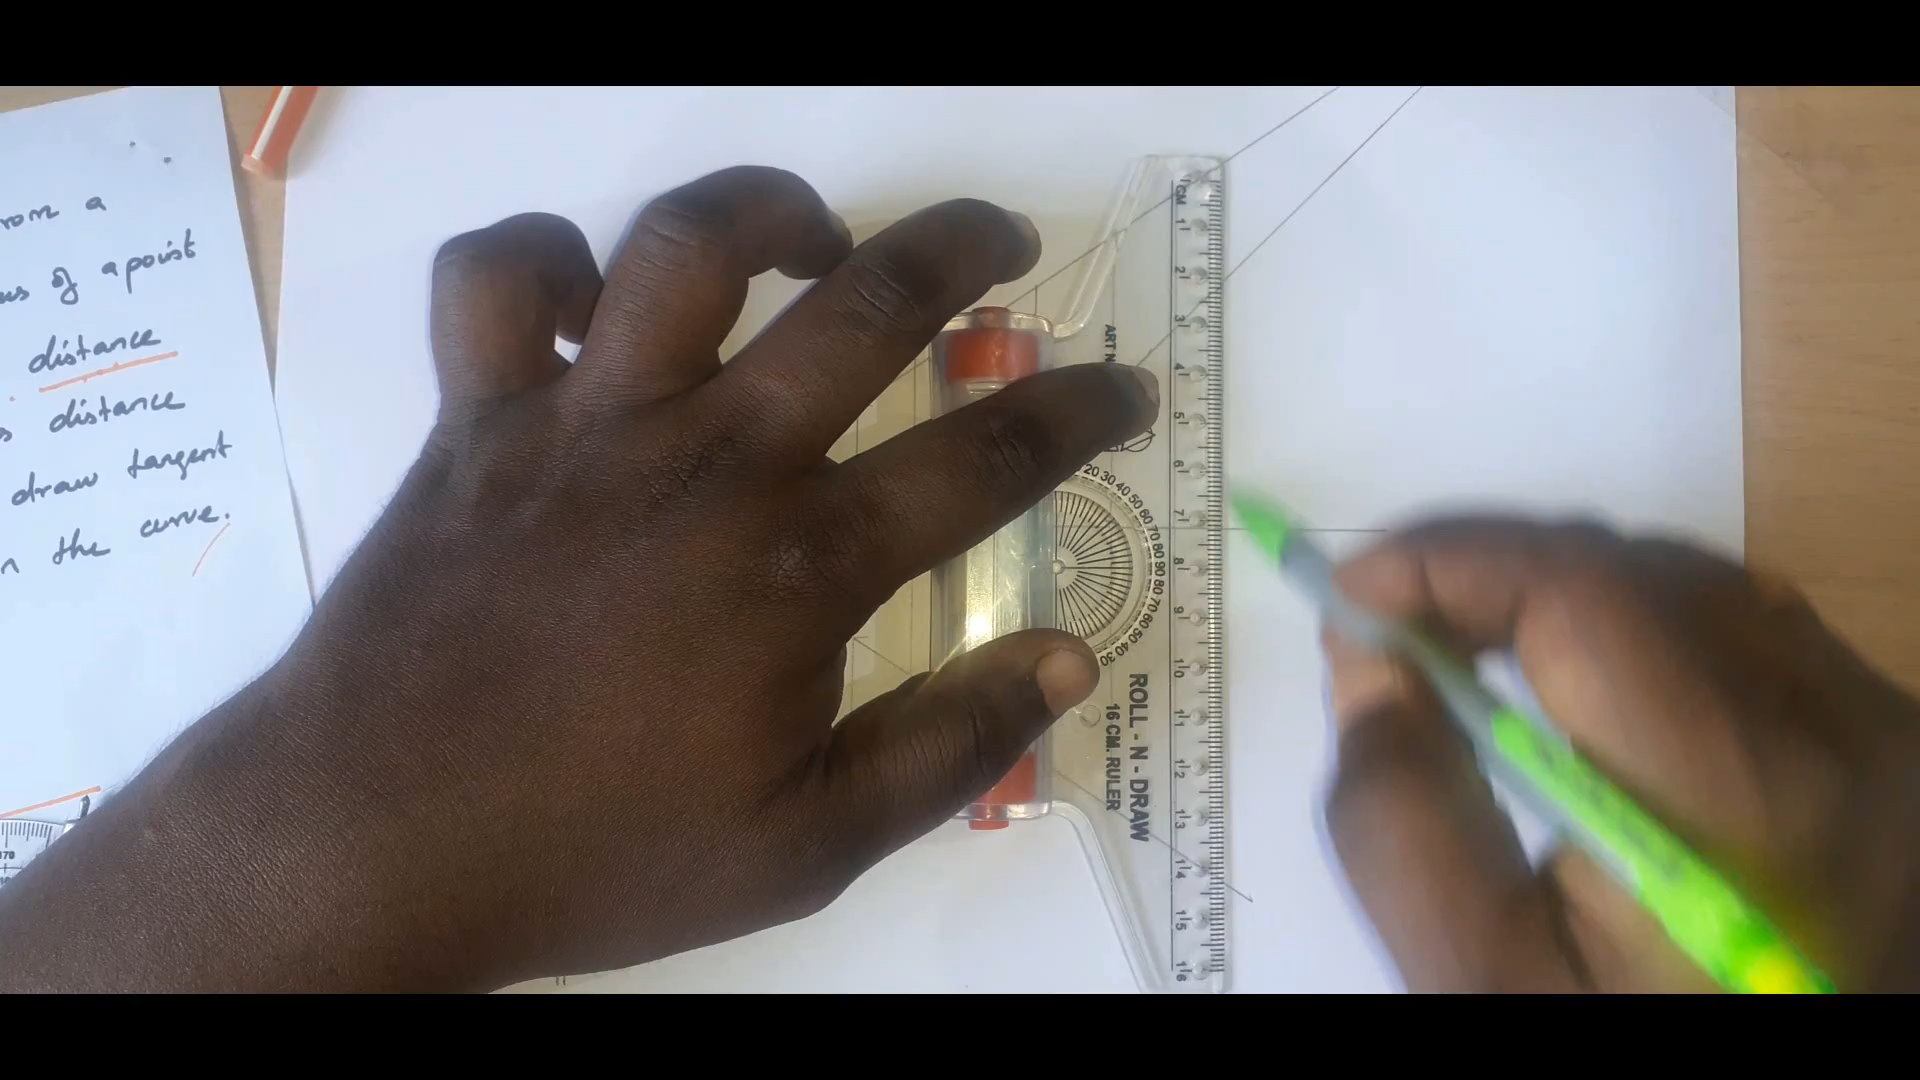 rom a
us of a point
distance
s distance
draw tangent
n the curve.
170
CM 1 2 3 4 5 6 7 8 9 10 11 12 13 14 15 16
ART N
20 30 40 50 60 70 80 90 80 70 60 50 40 30
ROLL - N - DRAW
16 CM. RULER